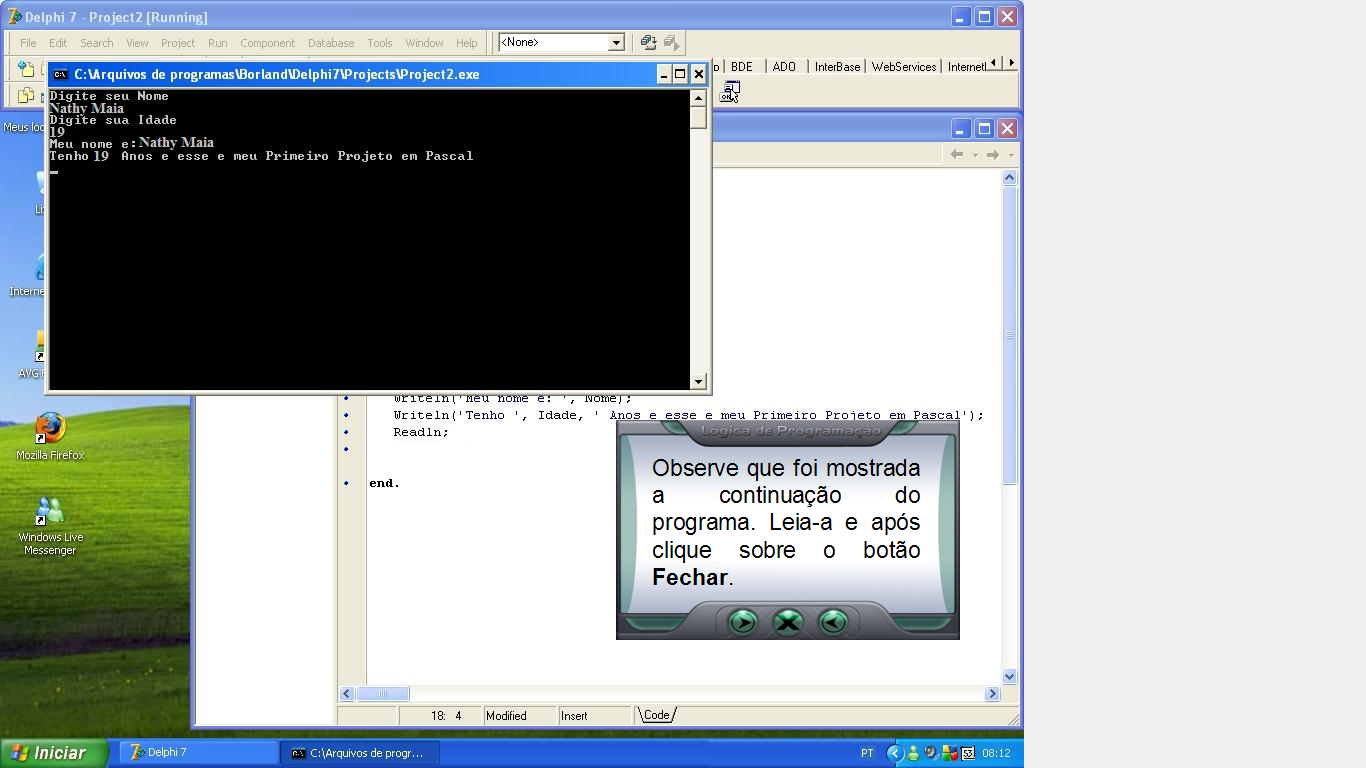 Delphi 7 - Project2 [Running]
File Edit Search View Project Run Component Database Tools Window Help
<None>
BDE ADO InterBase WebServices InternetE
C:\Arquivos de programas\Borland\Delphi7\Projects\Project2.exe
Digite seu Nome
Nathy Maia
Digite sua Idade
19
Meu nome e: Nathy Maia
Tenho 19 Anos e esse e meu Primeiro Projeto em Pascal
Meus loc
Li
Interne
AVG F
Mozilla Firefox
Windows Live
Messenger
Writeln('Meu nome e: ', Nome);
Writeln('Tenho ', Idade, ' Anos e esse e meu Primeiro Projeto em Pascal');
Readln;
end.
Lógica de Programação
Observe que foi mostrada
a continuação do
programa. Leia-a e após
clique sobre o botão
Fechar.
18: 4 Modified Insert Code
Iniciar Delphi 7 C:\Arquivos de progr... PT 08:12